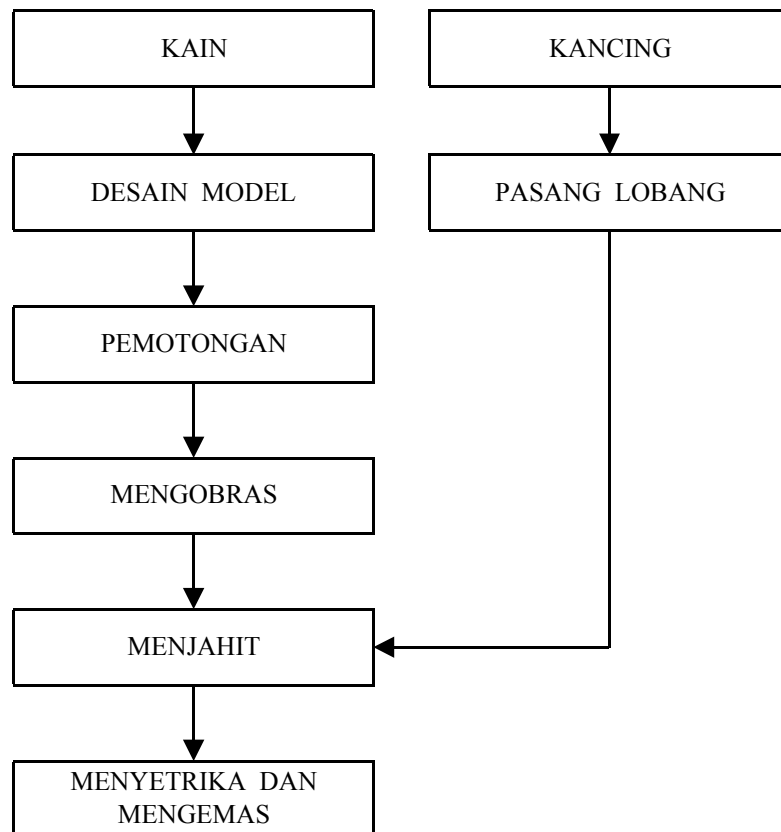 KAIN
KANCING
DESAIN MODEL
PASANG LOBANG
PEMOTONGAN
MENGOBRAS
MENJAHIT
MENYETRIKA DAN
MENGEMAS